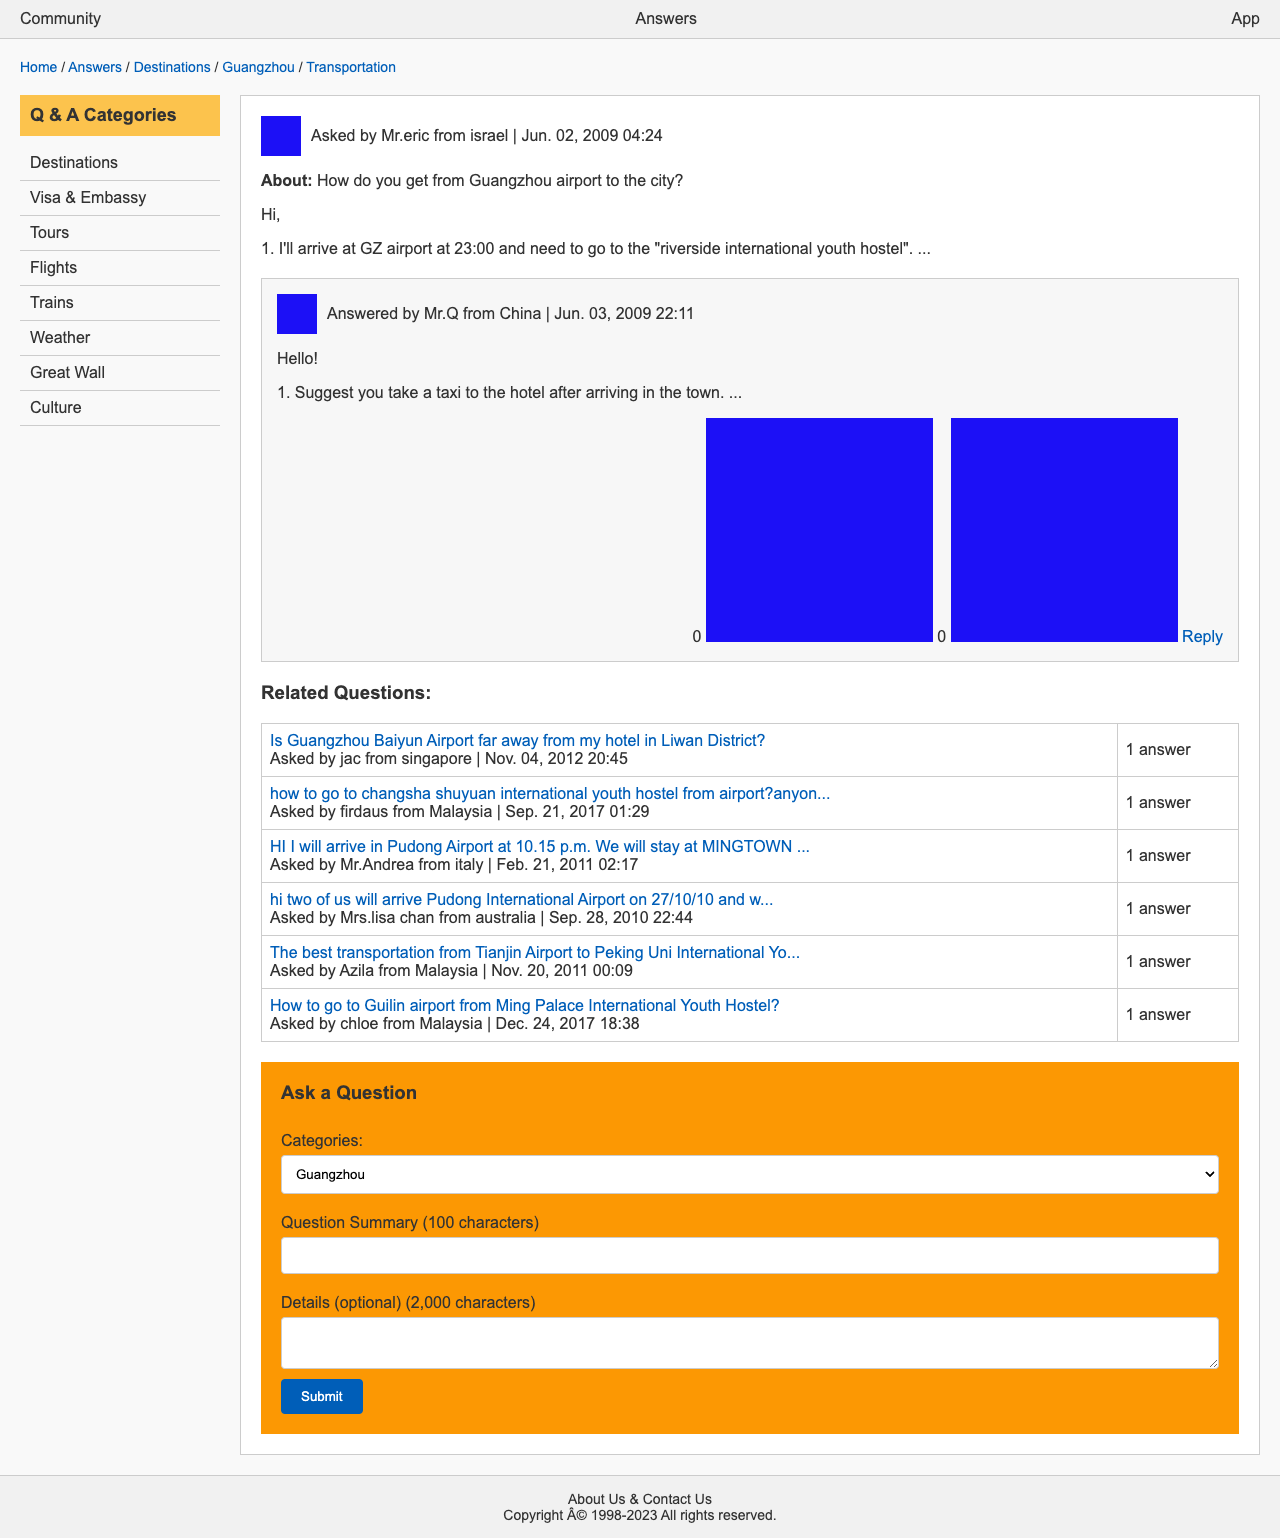 Community
Answers
App
Home / Answers / Destinations / Guangzhou / Transportation
Q & A Categories
Destinations
Visa & Embassy
Tours
Flights
Trains
Weather
Great Wall
Culture
Asked by Mr.eric from israel | Jun. 02, 2009 04:24
About: How do you get from Guangzhou airport to the city?
Hi,
1. I'll arrive at GZ airport at 23:00 and need to go to the "riverside international youth hostel". ...
Answered by Mr.Q from China | Jun. 03, 2009 22:11
Hello!
1. Suggest you take a taxi to the hotel after arriving in the town. ...
0 0 Reply
Related Questions:
Is Guangzhou Baiyun Airport far away from my hotel in Liwan District?
Asked by jac from singapore | Nov. 04, 2012 20:45
1 answer
how to go to changsha shuyuan international youth hostel from airport?anyon...
Asked by firdaus from Malaysia | Sep. 21, 2017 01:29
1 answer
HI I will arrive in Pudong Airport at 10.15 p.m. We will stay at MINGTOWN ...
Asked by Mr.Andrea from italy | Feb. 21, 2011 02:17
1 answer
hi two of us will arrive Pudong International Airport on 27/10/10 and w...
Asked by Mrs.lisa chan from australia | Sep. 28, 2010 22:44
1 answer
The best transportation from Tianjin Airport to Peking Uni International Yo...
Asked by Azila from Malaysia | Nov. 20, 2011 00:09
1 answer
How to go to Guilin airport from Ming Palace International Youth Hostel?
Asked by chloe from Malaysia | Dec. 24, 2017 18:38
1 answer
Ask a Question
Categories:
Guangzhou
Question Summary (100 characters)
Details (optional) (2,000 characters)
Submit
About Us & Contact Us
Copyright Â© 1998-2023 All rights reserved.